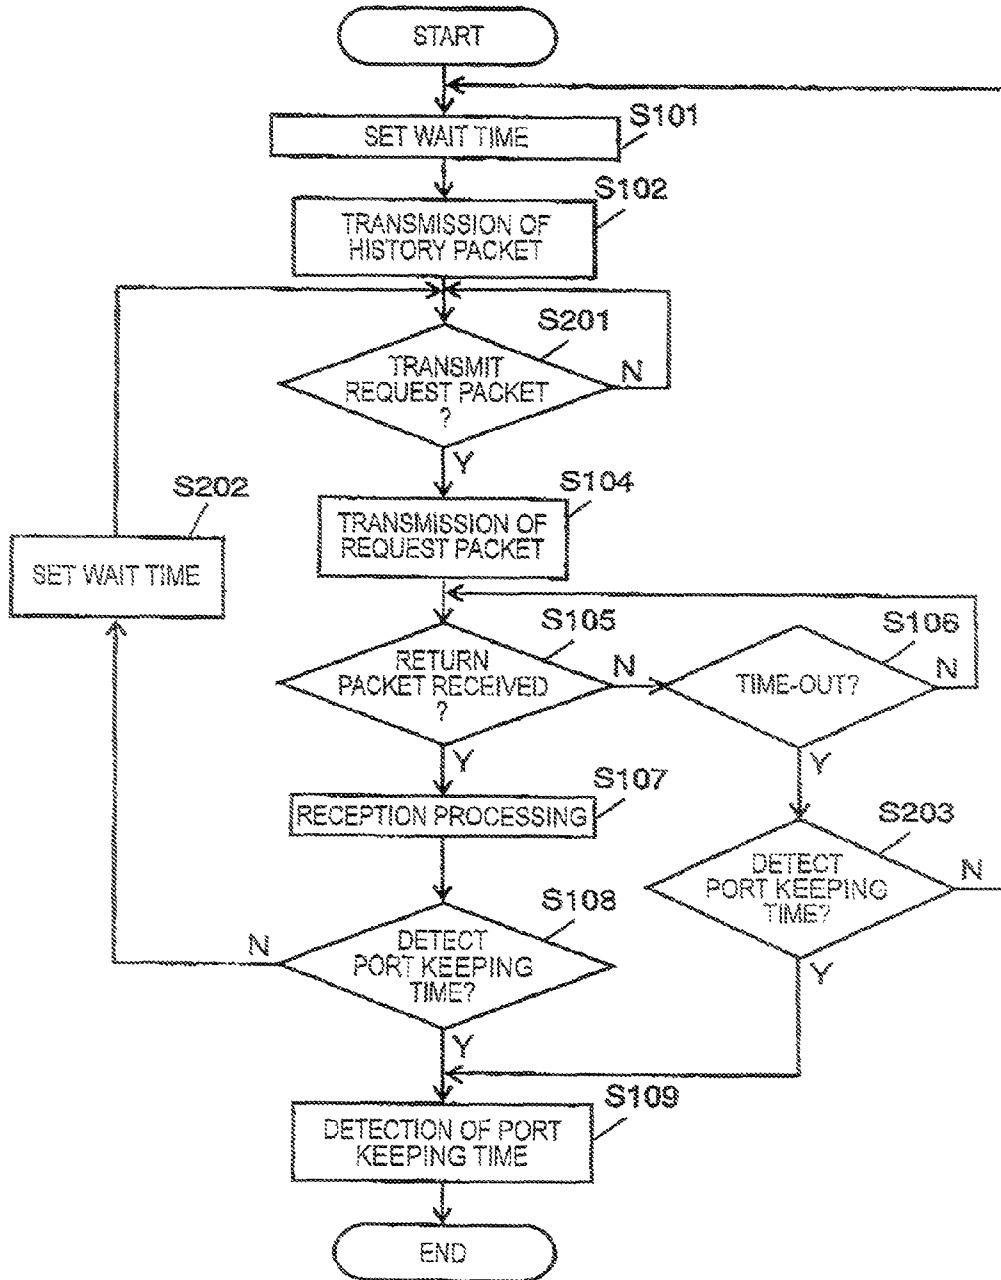 START
S101
SET WAIT TIME
S102
TRANSMISSION OF
HISTORY PACKET
S201
TRANSMIT
REQUEST PACKET
?
N
Y
S202
SET WAIT TIME
S104
TRANSMISSION OF
REQUEST PACKET
S105
RETURN
PACKET RECEIVED
?
N
Y
S106
TIME-OUT?
N
Y
S107
RECEPTION PROCESSING
S203
DETECT
PORT KEEPING
TIME?
N
Y
S108
DETECT
PORT KEEPING
TIME?
N
Y
S109
DETECTION OF PORT
KEEPING TIME
END